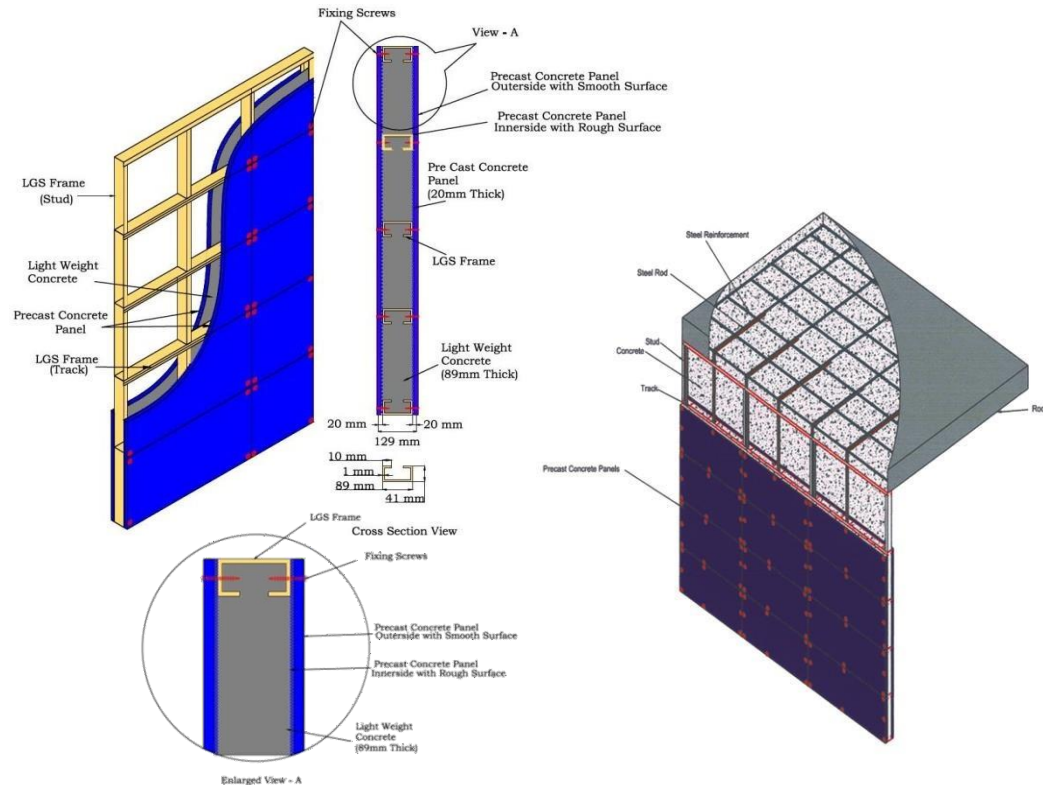 Fixing Screws
View - A
Precast Concrete Panel
Outerside with Smooth Surface
Precast Concrete Panel
Innerside with Rough Surface
Pre Cast Concrete
Panel
(20mm Thick)
LGS Frame
Light Weight
Concrete
(89mm Thick)
LGS Frame
(Stud)
Light Weight
Concrete
Precast Concrete
Panel
LGS Frame
(Track)
20 mm
20 mm
129 mm
10 mm
1 mm
89 mm
41 mm
Cross Section View
LGS Frame
Fixing Screws
Precast Concrete Panel
Outerside with Smooth Surface
Precast Concrete Panel
Innerside with Rough Surface
Light Weight
Concrete
(89mm Thick)
Enlarged View - A
Steel Reinforcement
Steel Rod
Stud
Concrete
Track
Precast Concrete Panels